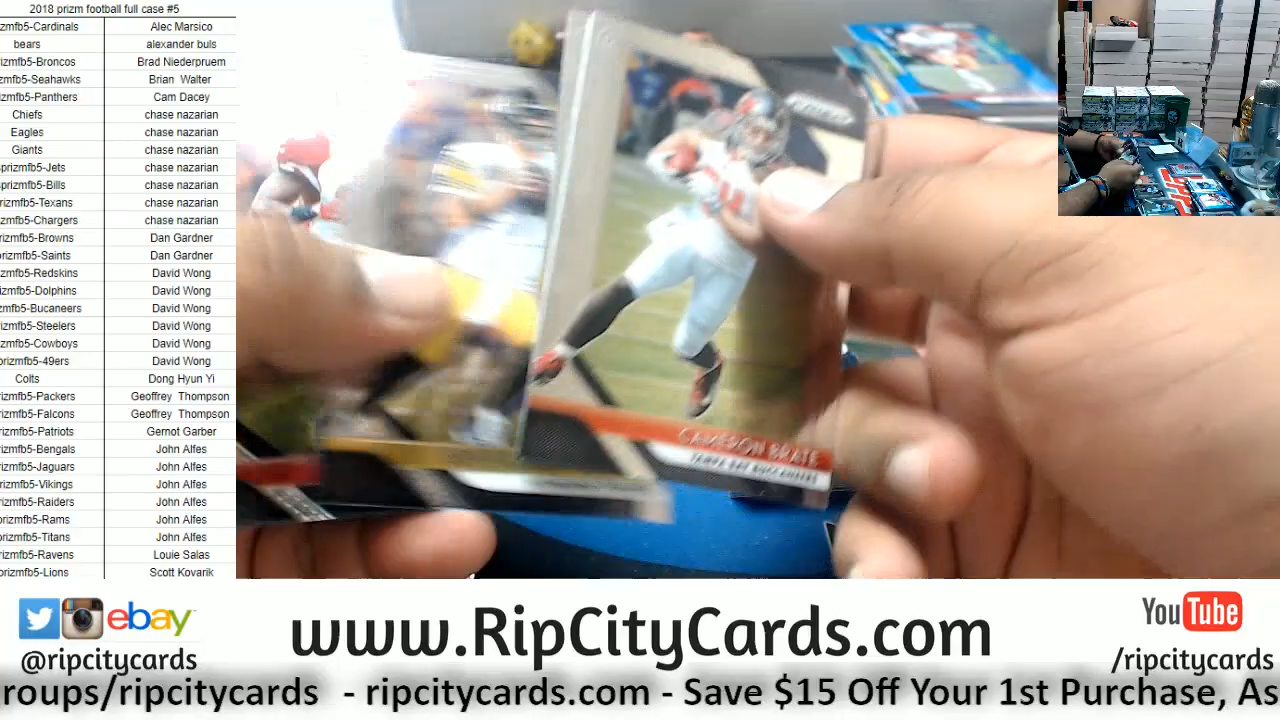 2018 prizm football full case #5
zmfb5-Cardinals Alec Marsico
bears alexander buls
rizmfb5-Broncos Brad Niederpruem
zmfb5-Seahawks Brian Walter
izmfb5-Panthers Cam Dacey
Chiefs chase nazarian
Eagles chase nazarian
Giants chase nazarian
prizmfb5-Jets chase nazarian
prizmfb5-Bills chase nazarian
rizmfb5-Texans chase nazarian
izmfb5-Chargers chase nazarian
rizmfb5-Browns Dan Gardner
prizmfb5-Saints Dan Gardner
izmfb5-Redskins David Wong
izmfb5-Dolphins David Wong
zmfb5-Bucaneers David Wong
izmfb5-Steelers David Wong
izmfb5-Cowboys David Wong
orizmfb5-49ers David Wong
Colts Dong Hyun Yi
izmfb5-Packers Geoffrey Thompson
rizmfb5-Falcons Geoffrey Thompson
rizmfb5-Patriots Gernot Garber
izmfb5-Bengals John Alfes
izmfb5-Jaguars John Alfes
izmfb5-Vikings John Alfes
izmfb5-Raiders John Alfes
rizmfb5-Rams John Alfes
rizmfb5-Titans John Alfes
izmfb5-Ravens Louie Salas
orizmfb5-Lions Scott Kovarik
CAMERON BRATE
TAMPA BAY BUCCANEERS
ebay
@ripcitycards
www.RipCityCards.com
YouTube
/ripcitycards
roups/ripcitycards - ripcitycards.com - Save $15 Off Your 1st Purchase, As